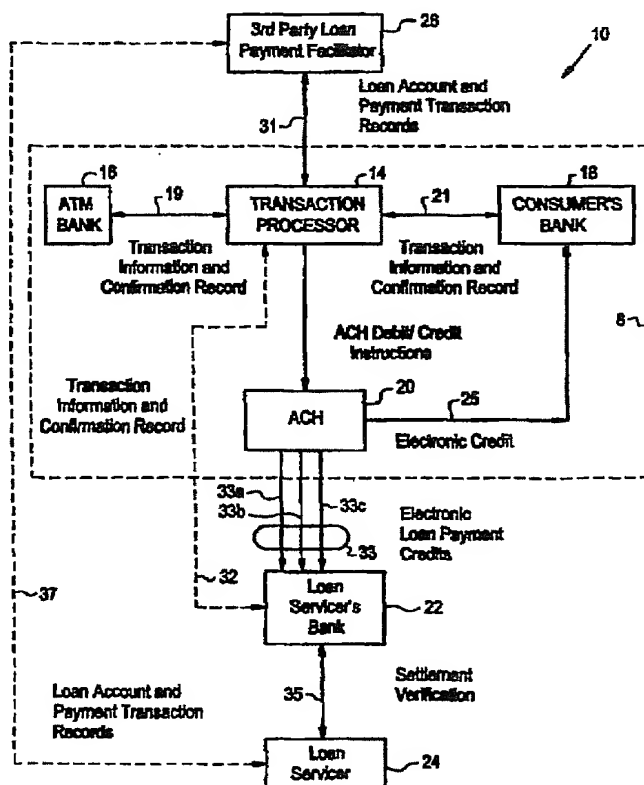 3rd Party Loan
Payment Facilitator
26
10
Loan Account and
Payment Transaction
Records
31
16
14
18
ATM
BANK
19
TRANSACTION
PROCESSOR
21
CONSUMER'S
BANK
Transaction
Information and
Confirmation Record
Transaction
Information and
Confirmation Record
8
ACH Debit/ Credit
Instructions
Transaction
Information and
Confirmation Record
20
ACH
25
Electronic Credit
33a
33b
33c
Electronic
Loan Payment
Credits
33
37
32
Loan
Servicer's
Bank
22
Loan Account and
Payment Transaction
Records
35
Settlement
Verification
Loan
Servicer
24